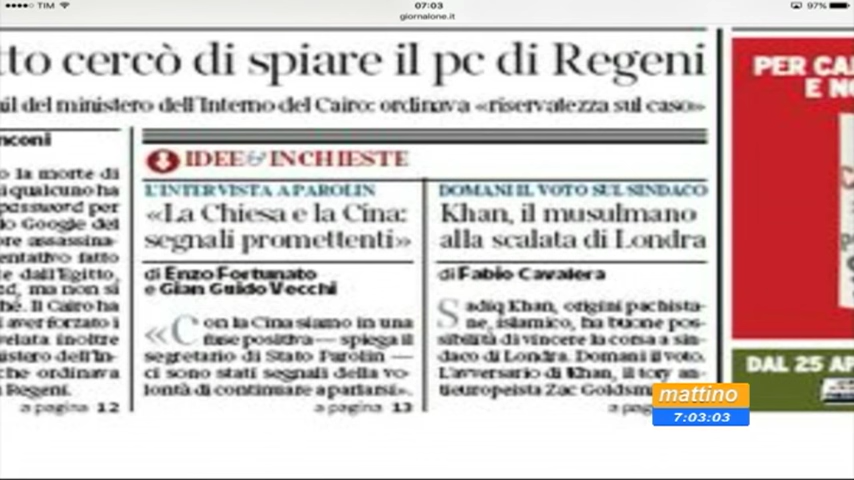 TIM
07:03
97%
giornalone.it
tto cercò di spiare il pc di Regeni
il del ministero dell'Interno del Cairo: ordinava «riservatezza sul caso»
nconi
o la morte di
i qualcuno ha
password per
o Google del
ore assassina-
entativo fatto
te dall'Egitto,
ed, ma non si
hé. Il Cairo ha
i aver forzato i
velata inoltre
istero dell'In-
che ordinava
Regeni.
a pagina 12
IDEE&INCHIESTE
L'INTERVISTA A PAROLIN
«La Chiesa e la Cina:
segnali promettenti»
di Enzo Fortunato
e Gian Guido Vecchi
«Con la Cina siamo in una
fase positiva — spiega il
segretario di Stato Parolin —
ci sono stati segnali della vo-
lontà di continuare a parlarsi».
a pagina 13
DOMANI IL VOTO SUL SINDACO
Khan, il musulmano
alla scalata di Londra
di Fabio Cavalera
Sadiq Khan, origini pachista-
ne, islamico, ha buone pos-
sibilità di vincere la corsa a sin-
daco di Londra. Domani il voto.
L'avversario di Khan, il tory an-
tieuropeista Zac Goldsm
a pag
PER CA
E NO
DAL 25 AP
mattino
7:03:03